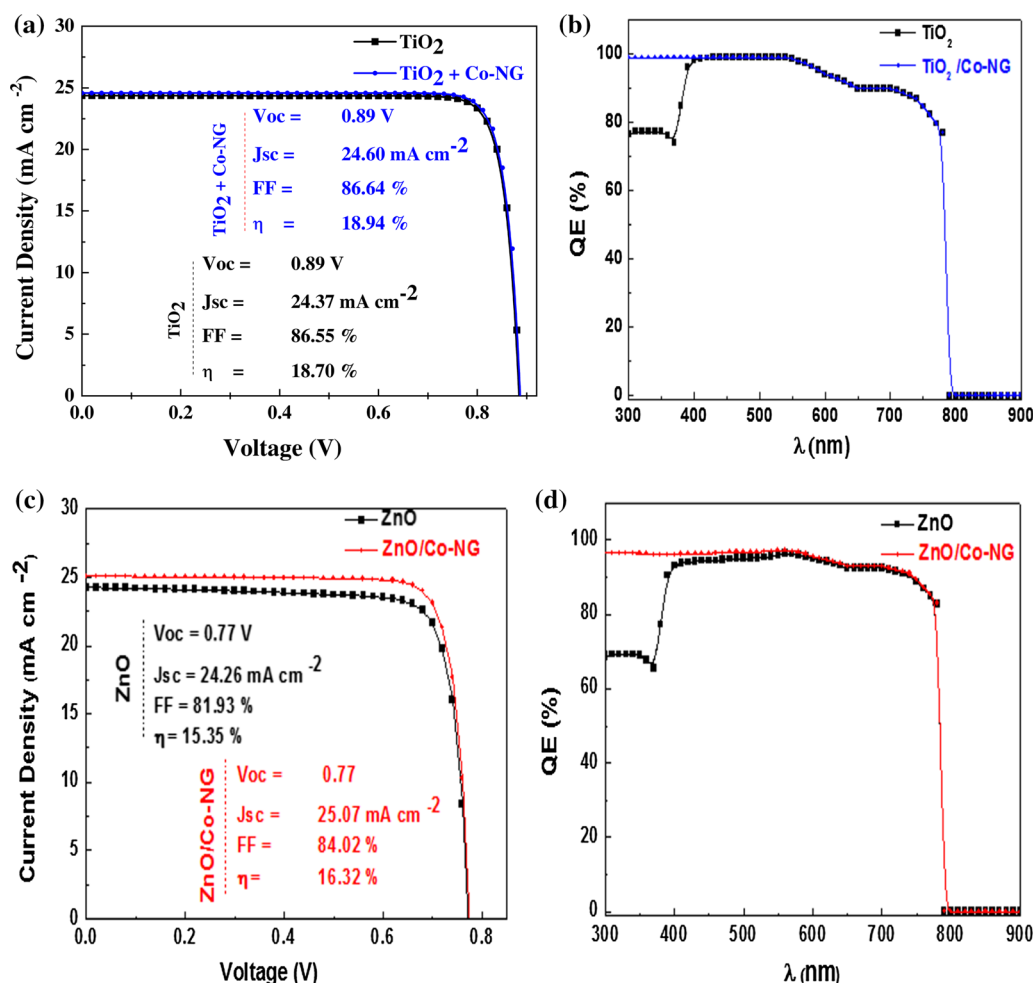 (a)
30
25
20
15
10
5
0
Current Density (mA cm-2)
TiO2
TiO2 + Co-NG
TiO2 + Co-NG
Voc = 0.89 V
Jsc = 24.60 mA cm-2
FF = 86.64 %
η = 18.94 %
TiO2
Voc = 0.89 V
Jsc = 24.37 mA cm-2
FF = 86.55 %
η = 18.70 %
0.0 0.2 0.4 0.6 0.8
Voltage (V)
(b)
100
80
60
40
20
0
QE (%)
TiO2
TiO2 /Co-NG
300 400 500 600 700 800 900
λ (nm)
(c)
30
25
20
15
10
5
0
Current Density (mA cm -2)
ZnO
ZnO/Co-NG
ZnO
Voc = 0.77 V
Jsc = 24.26 mA cm-2
FF = 81.93 %
η= 15.35 %
ZnO/Co-NG
Voc = 0.77
Jsc = 25.07 mA cm-2
FF = 84.02 %
η= 16.32 %
0.0 0.2 0.4 0.6 0.8
Voltage (V)
(d)
100
80
60
40
20
0
QE (%)
ZnO
ZnO/Co-NG
300 400 500 600 700 800 900
λ (nm)